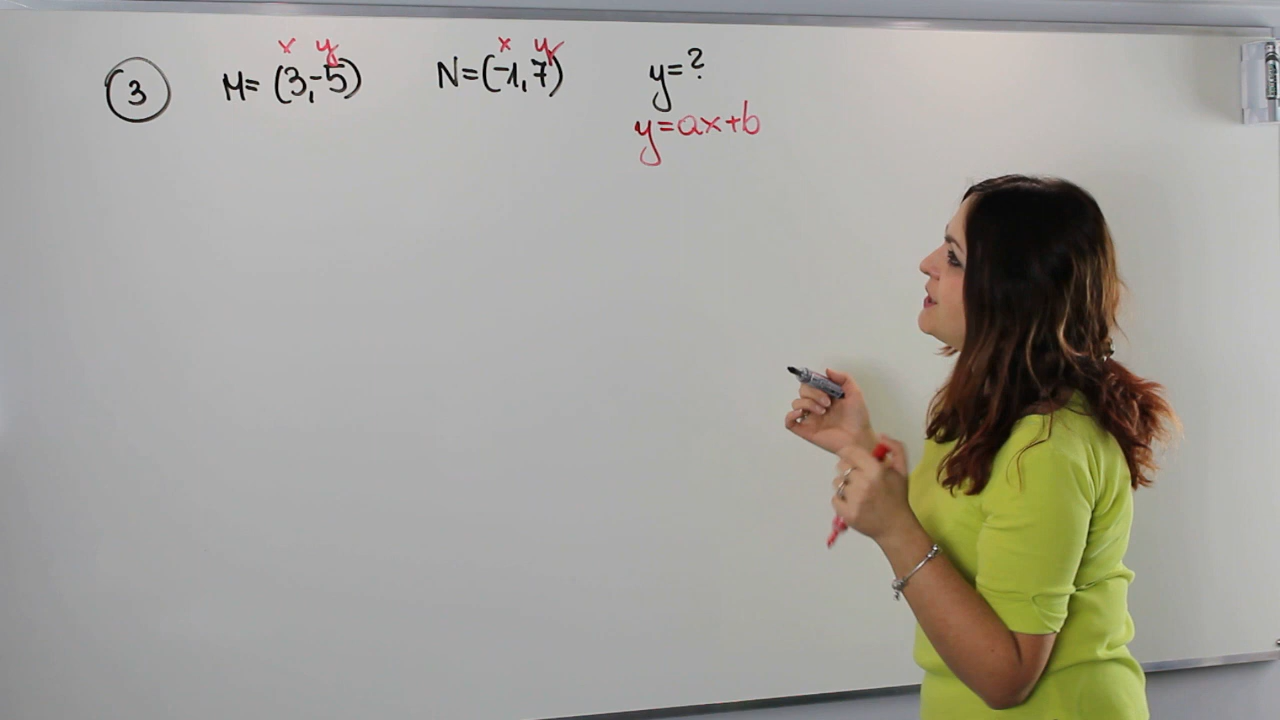 x y x y
3 M=(3,-5) N=(-1,7) y=?
y=ax+b